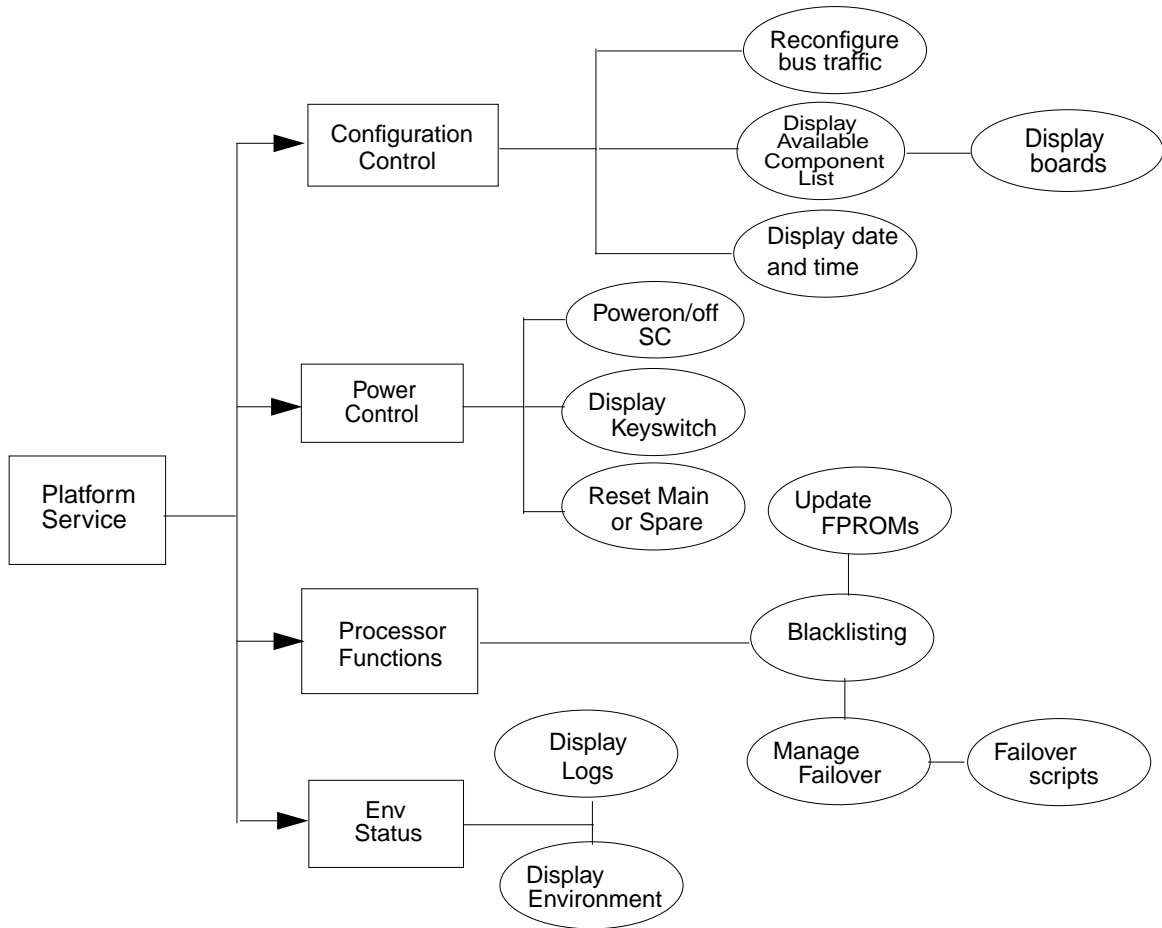 Reconfigure
bus traffic
Configuration
Control
Display
Available
Component
List
Display
boards
Display date
and time
Poweron/off
SC
Power
Control
Display
Keyswitch
Reset Main
or Spare
Platform
Service
Update
FPROMs
Processor
Functions
Blacklisting
Manage
Failover
Failover
scripts
Display
Logs
Env
Status
Display
Environment